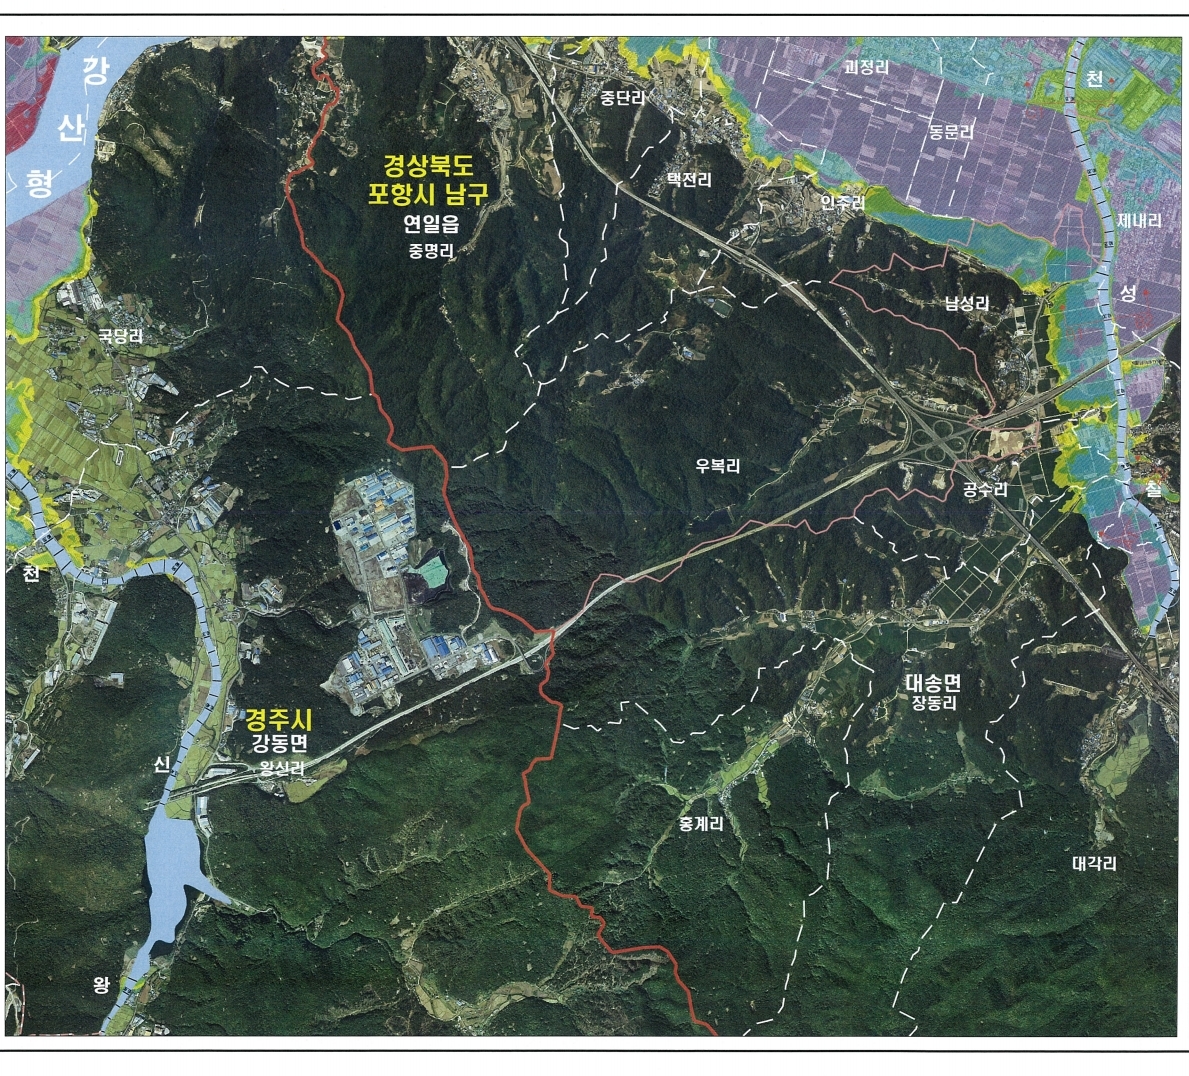 강
괴정리
천
중단리
산
동문리
경상북도
포항시 남구
택전리
형
인주리
연일읍
제내리
중명리
성
남성리
국당리
우복리
공수리
칠
천
대송면
장동리
경주시
강동면
신
왕신리
홍계리
대각리
왕